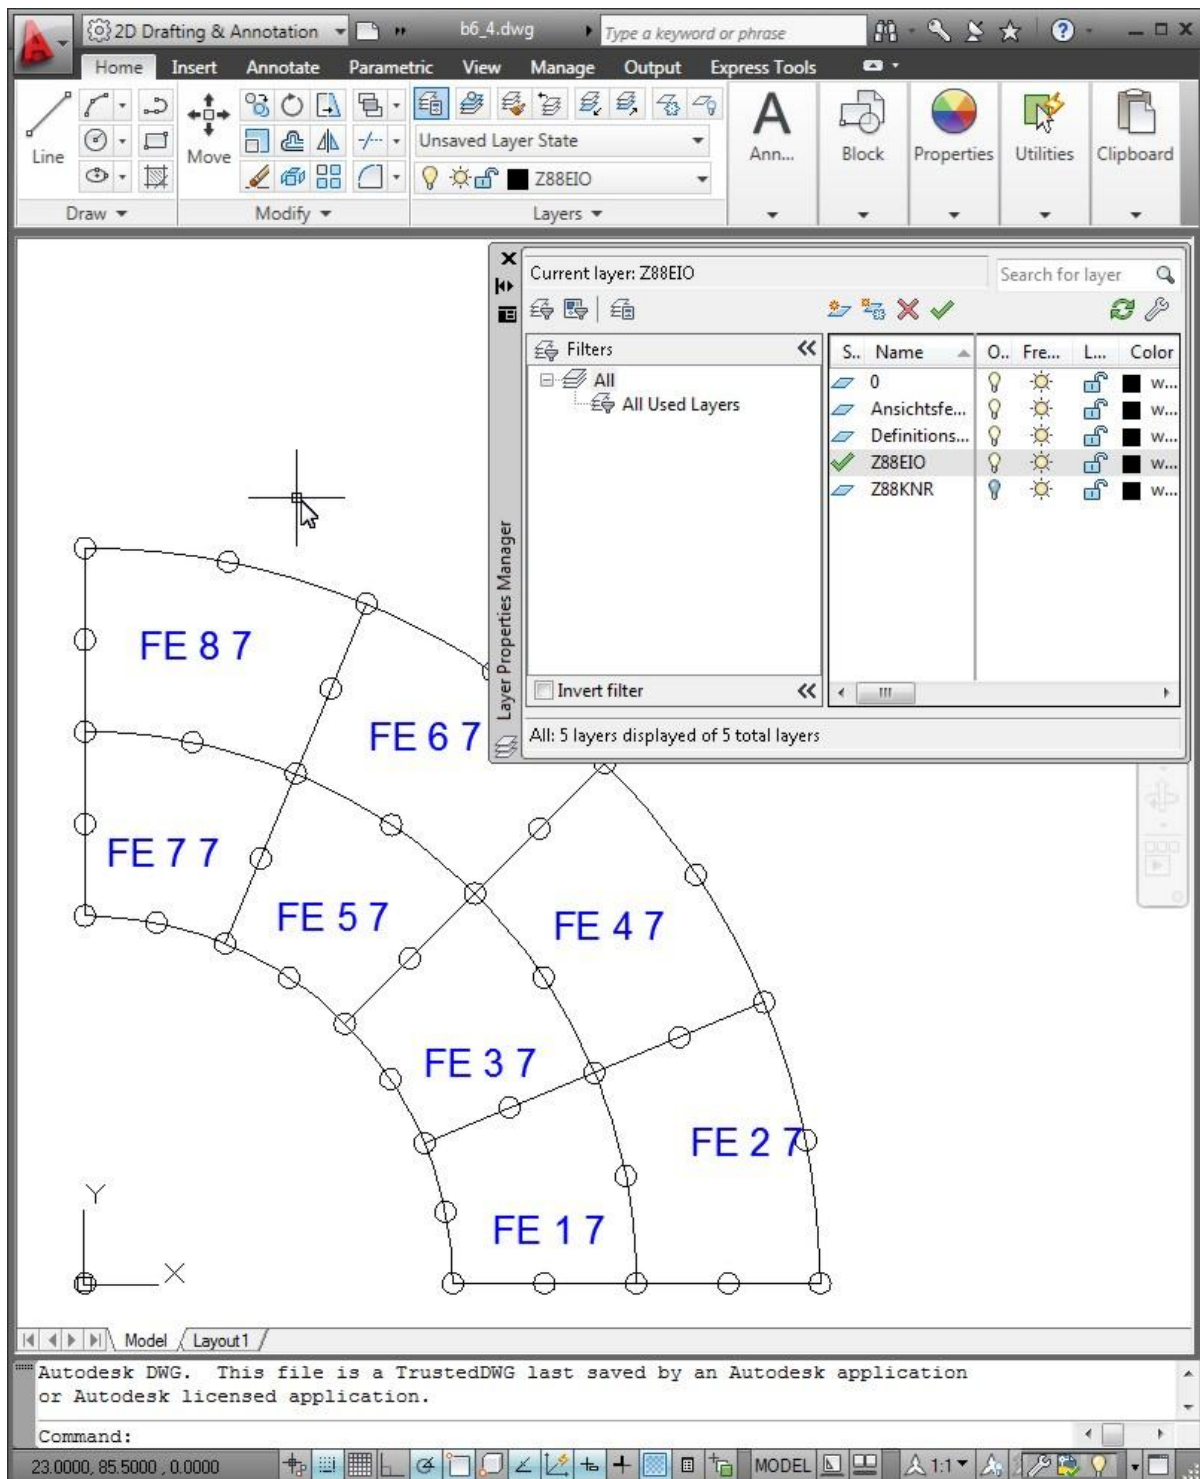 2D Drafting & Annotation
b6_4.dwg
Type a keyword or phrase
Home Insert Annotate Parametric View Manage Output Express Tools
Line
Move
Unsaved Layer State
Z88EIO
Ann...
Block
Properties
Utilities
Clipboard
Draw
Modify
Layers
Current layer: Z88EIO
Search for layer
Filters
All
All Used Layers
S.. Name O.. Fre... L... Color
0 w...
Ansichtsfe... w...
Definitions... w...
Z88EIO w...
Z88KNR w...
Invert filter
All: 5 layers displayed of 5 total layers
Layer Properties Manager
FE 8 7
FE 6 7
FE 7 7
FE 5 7
FE 4 7
FE 3 7
FE 2 7
FE 1 7
Y
X
Model Layout1
Autodesk DWG. This file is a TrustedDWG last saved by an Autodesk application
or Autodesk licensed application.
Command:
23.0000, 85.5000 , 0.0000
MODEL
1:1